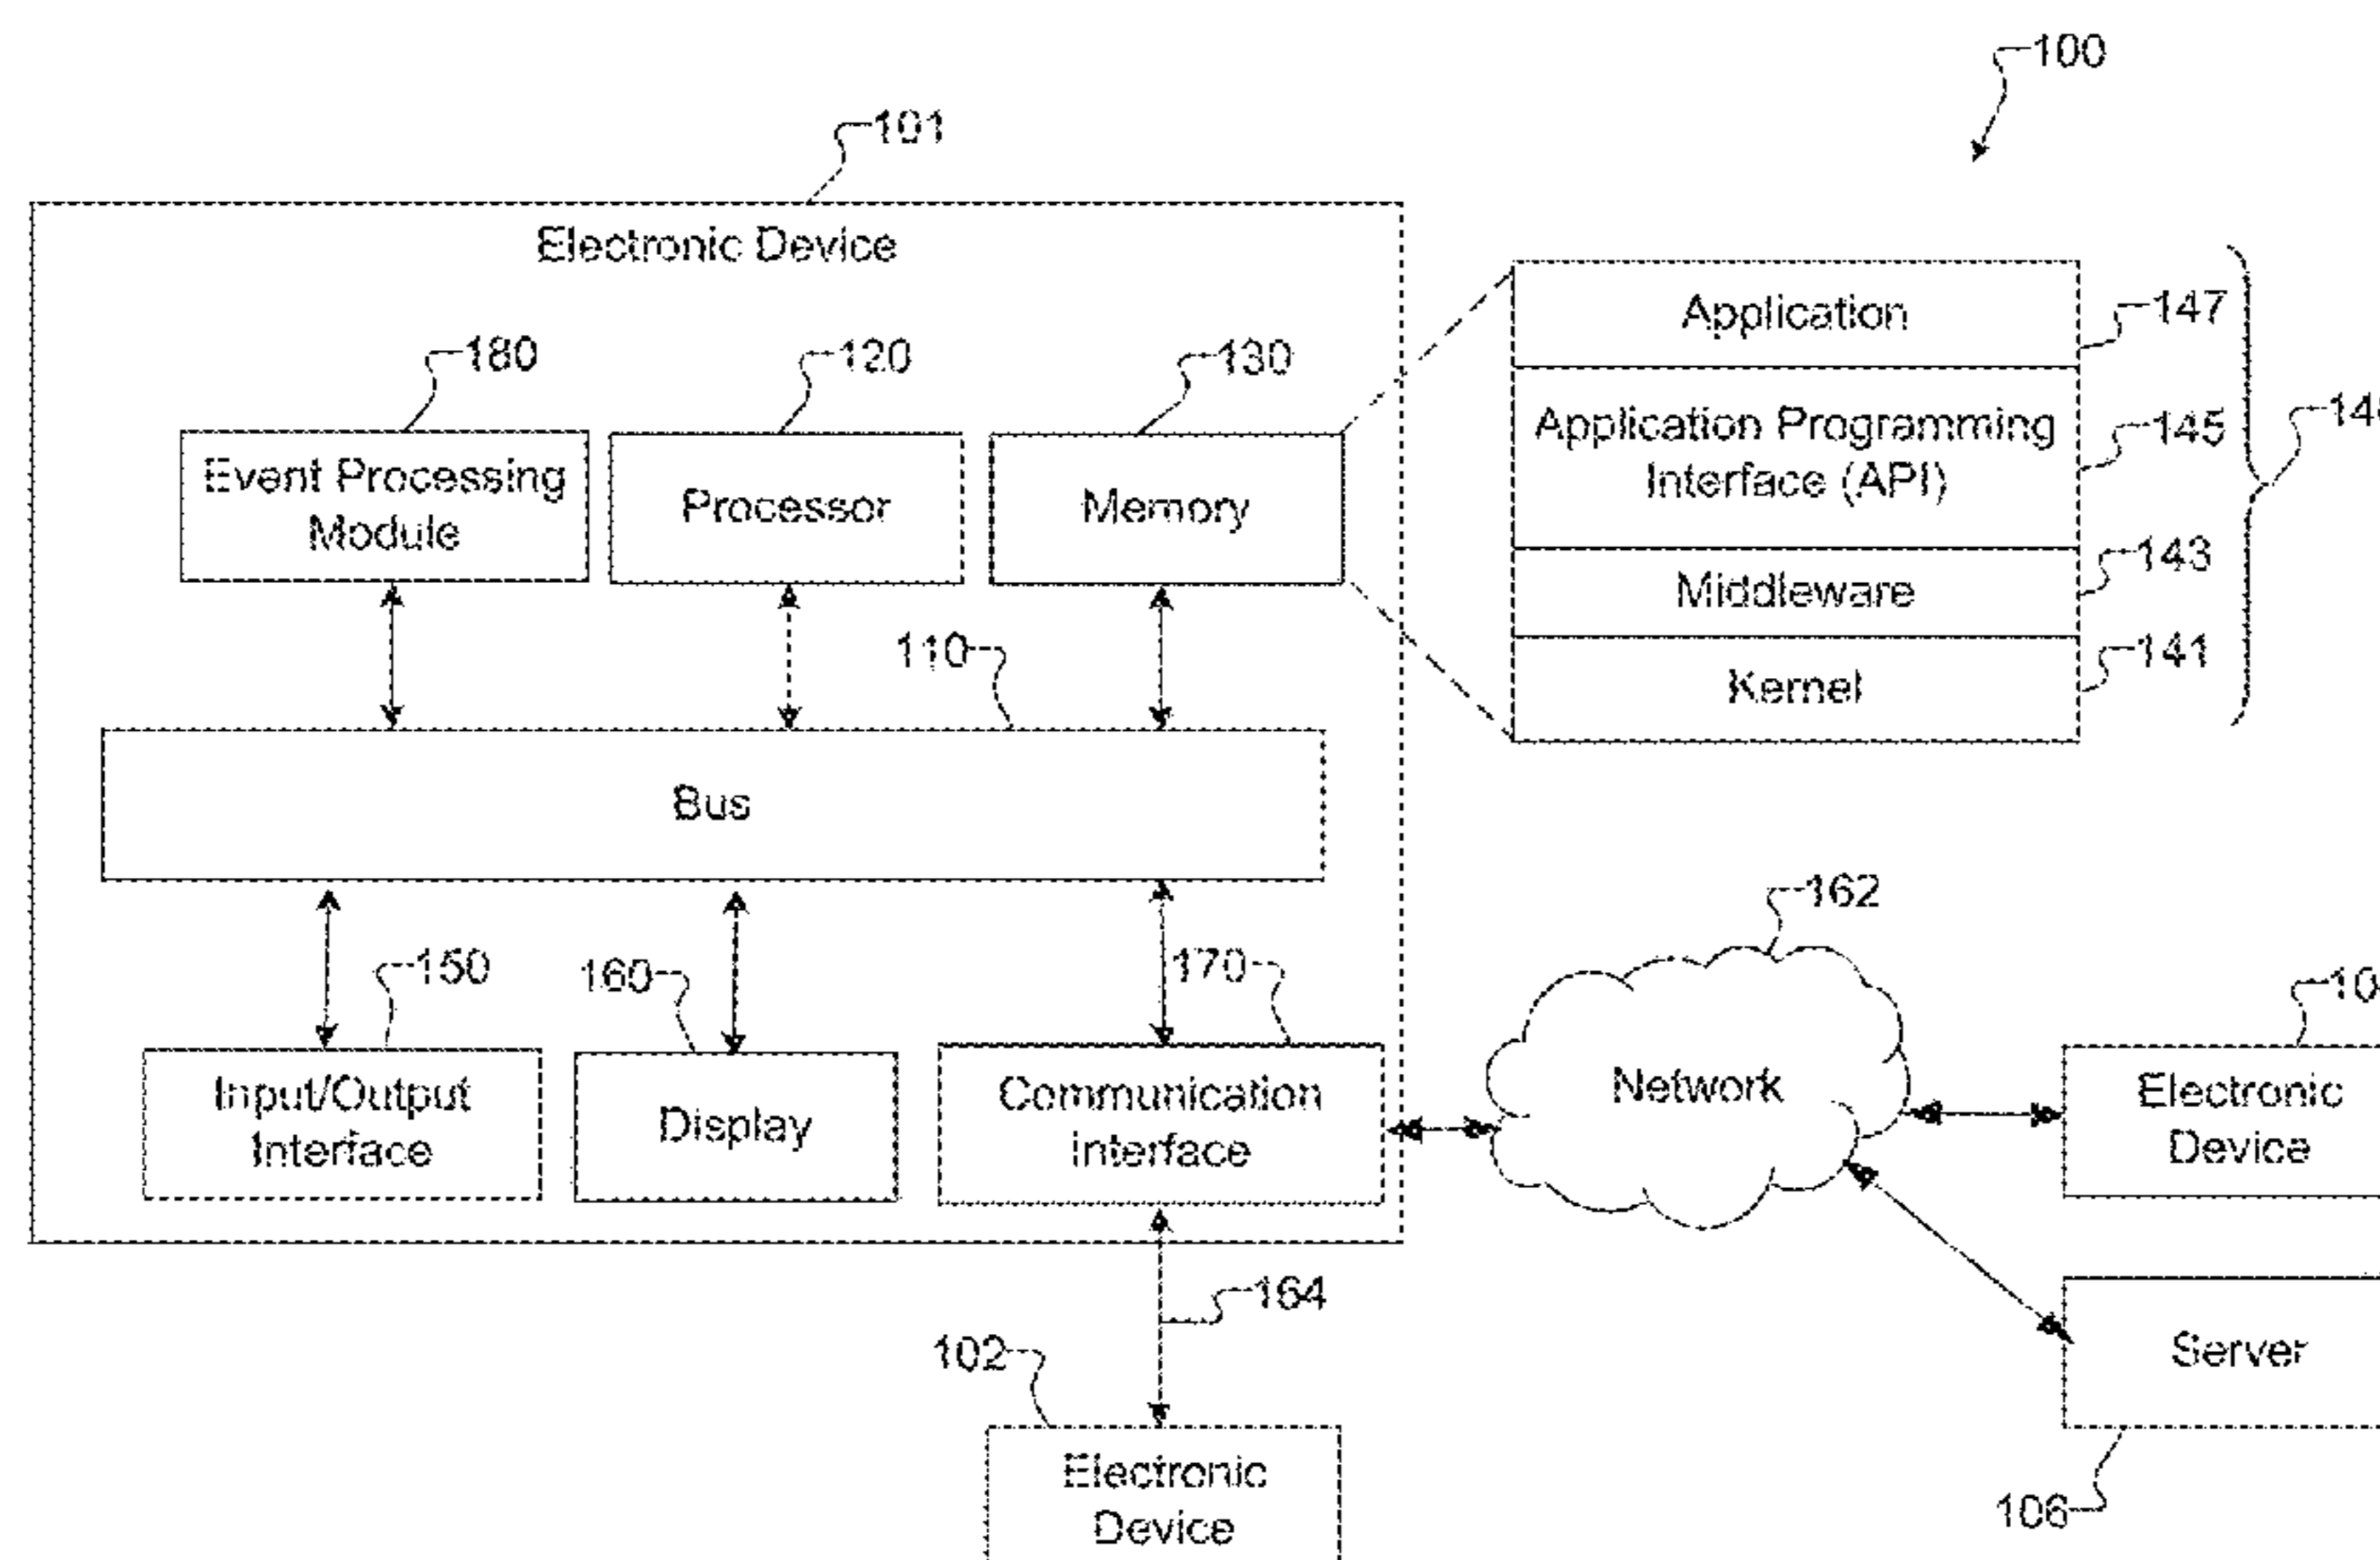 100
101
Electronic Device
Application
147
180
120
130
Application Programming
Interface (API)
145
Event Processing
Module
Processor
Memory
Middleware
143
110
Kernel
141
Bus
162
150
160
170
Input/Output
Interface
Display
Communication
interface
Network
Electronic
Device
164
102
Server
Electronic
Device
106